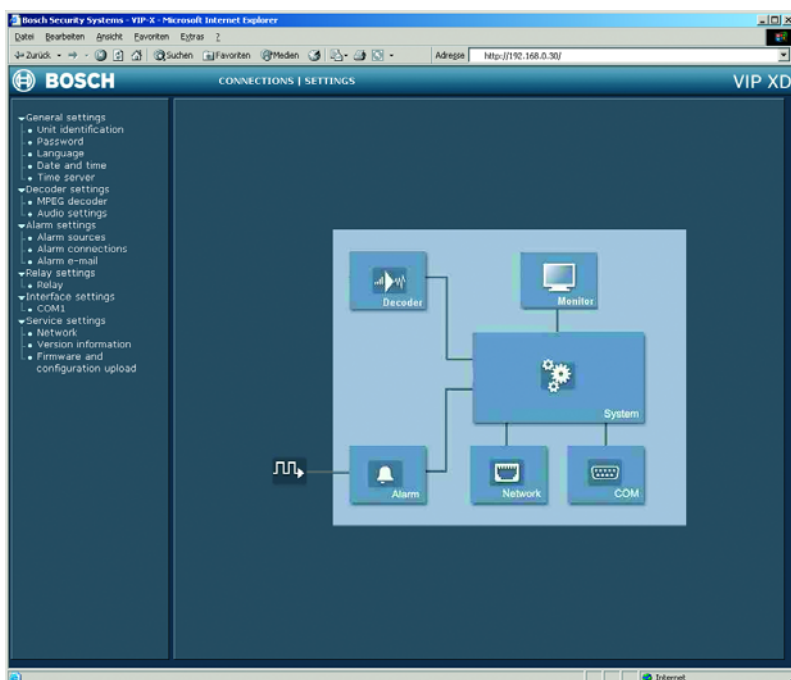 Bosch Security Systems - VIP-X - Microsoft Internet Explorer
Datei Bearbeiten Ansicht Favoriten Extras ?
Zurück Suchen Favoriten Medien Adresse http://192.168.0.30/
BOSCH CONNECTIONS | SETTINGS VIP XD
General settings
Unit identification
Password
Language
Date and time
Time server
Decoder settings
MPEG decoder
Audio settings
Alarm settings
Alarm sources
Alarm connections
Alarm e-mail
Relay settings
Relay
Interface settings
COM1
Service settings
Network
Version information
Firmware and
configuration upload
Decoder
Monitor
System
Alarm
Network
COM
Internet